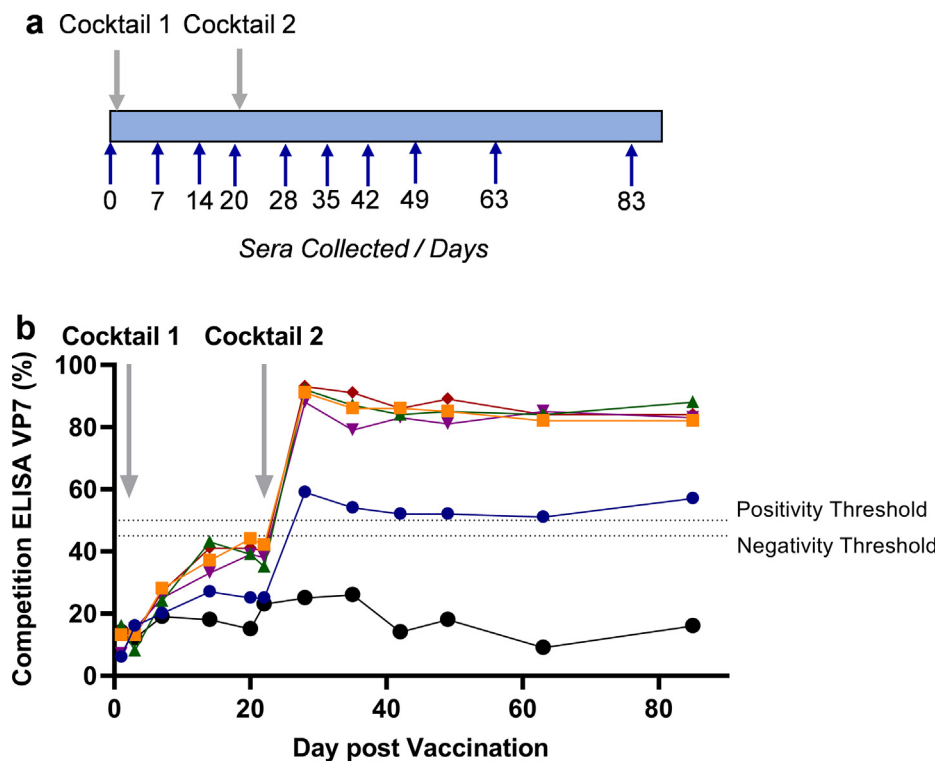 a
Cocktail 1 Cocktail 2
0 7 14 20 28 35 42 49 63 83
Sera Collected / Days
b
Cocktail 1 Cocktail 2
Competition ELISA VP7 (%)
100
80
60
40
20
0
Positivity Threshold
Negativity Threshold
0 20 40 60 80
Day post Vaccination